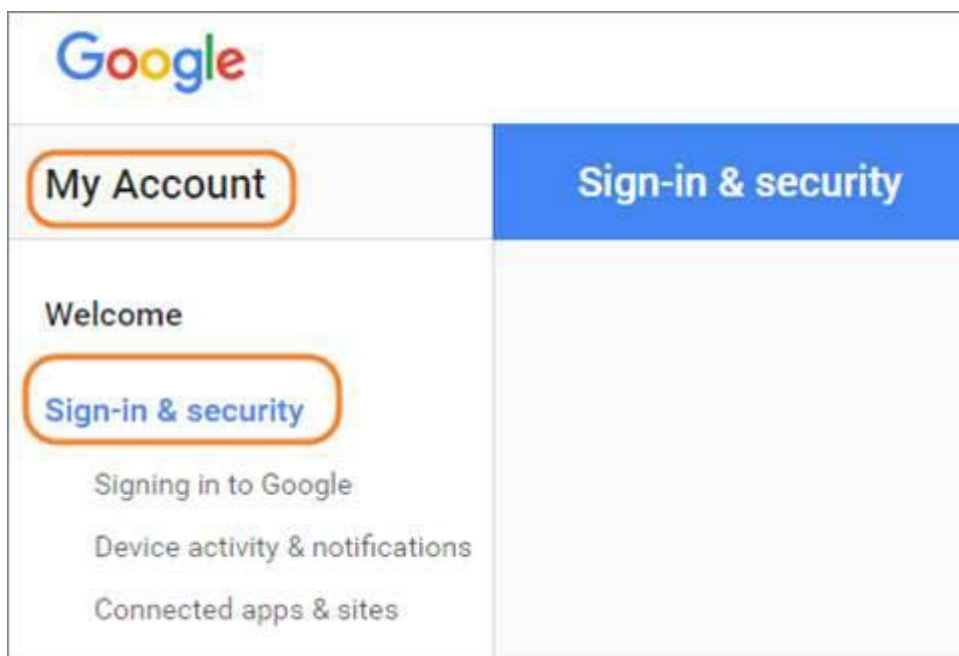 Google
My Account
Sign-in & security
Welcome
Sign-in & security
Signing in to Google
Device activity & notifications
Connected apps & sites